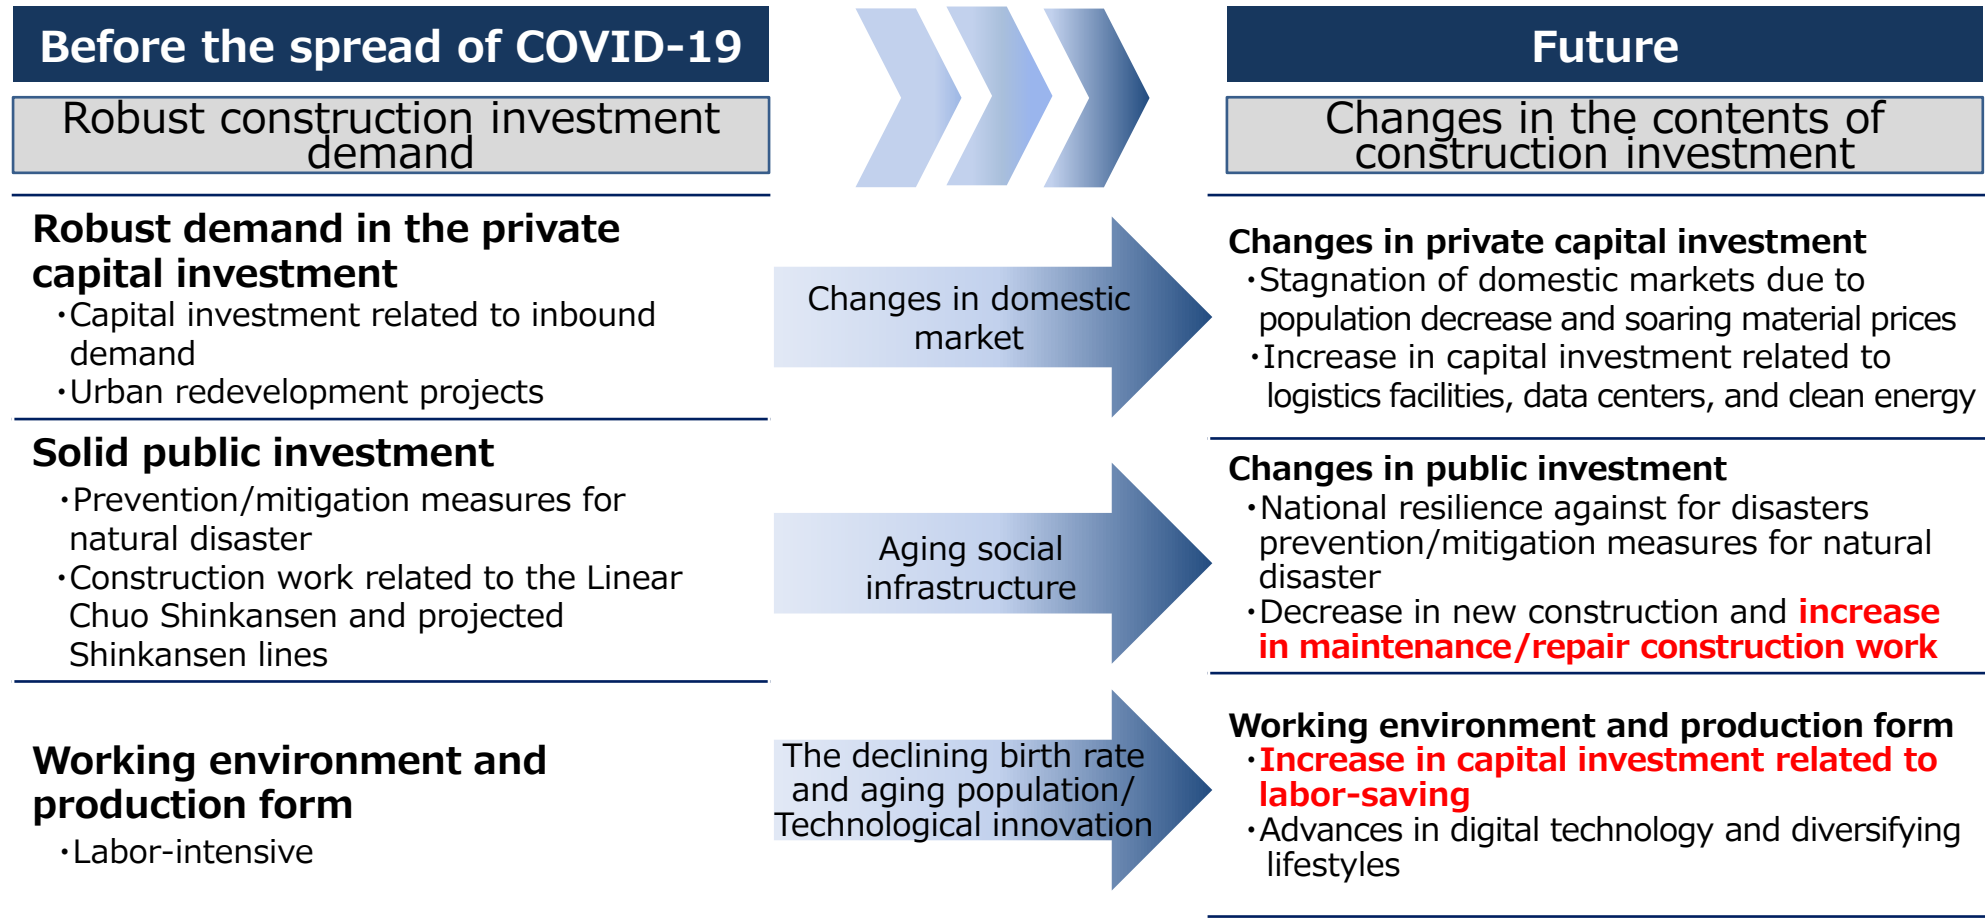 Before the spread of COVID-19
Future
Robust construction investment
demand
Changes in the contents of
construction investment
Robust demand in the private
capital investment
・Capital investment related to inbound
demand
・Urban redevelopment projects
Changes in domestic
market
Changes in private capital investment
・Stagnation of domestic markets due to
population decrease and soaring material prices
・Increase in capital investment related to
logistics facilities, data centers, and clean energy
Solid public investment
・Prevention/mitigation measures for
natural disaster
・Construction work related to the Linear
Chuo Shinkansen and projected
Shinkansen lines
Aging social
infrastructure
Changes in public investment
・National resilience against for disasters
prevention/mitigation measures for natural
disaster
・Decrease in new construction and increase
in maintenance/repair construction work
Working environment and
production form
・Labor-intensive
The declining birth rate
and aging population/
Technological innovation
Working environment and production form
・Increase in capital investment related to
labor-saving
・Advances in digital technology and diversifying
lifestyles